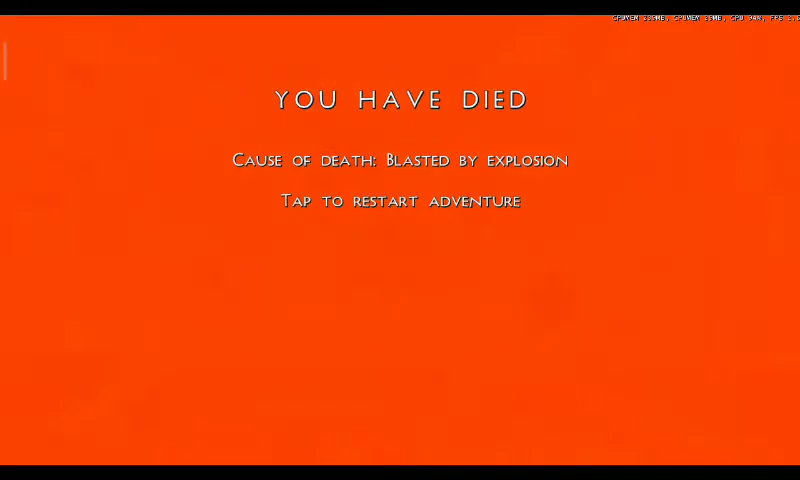 YOU HAVE DIED
CAUSE OF DEATH: BLASTED BY EXPLOSION
TAP TO RESTART ADVENTURE